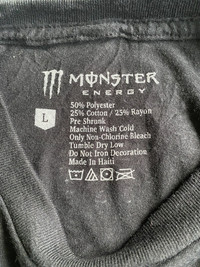 MONSTER
ENERGY
L
50% Polyester
25% Cotton / 25% Rayon
Pre Shrunk
Machine Wash Cold
Only Non-Chlorine Bleach
Tumble Dry Low
Do Not Iron Decoration
Made In Haiti